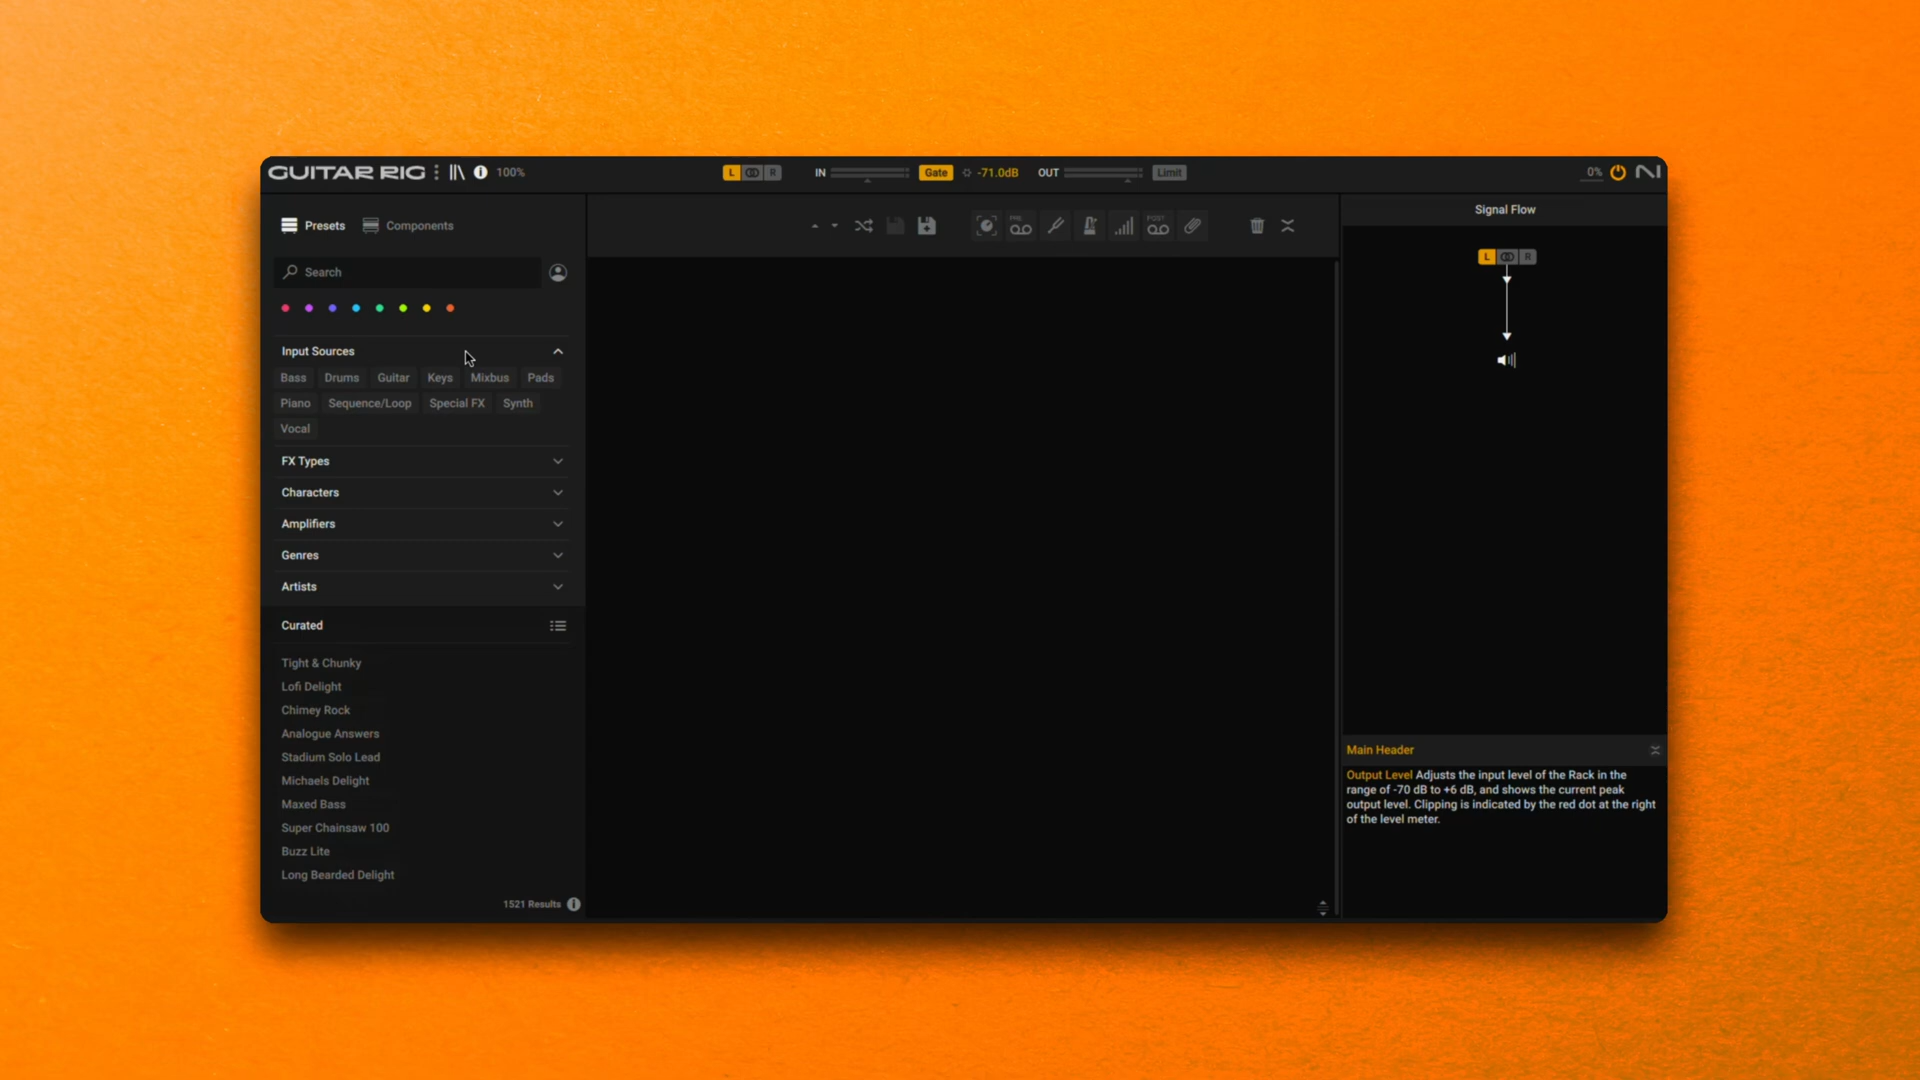 GUITAR RIG 100% L R IN Gate -71.0dB OUT Limit 0%
Presets Components
PRE POST
Signal Flow
Search
L R
Input Sources
Bass Drums Guitar Keys Mixbus Pads
Piano Sequence/Loop Special FX Synth
Vocal
FX Types
Characters
Amplifiers
Genres
Artists
Curated
Tight & Chunky
Lofi Delight
Chimey Rock
Analogue Answers
Stadium Solo Lead
Michaels Delight
Maxed Bass
Super Chainsaw 100
Buzz Lite
Long Bearded Delight
1521 Results
Main Header
Output Level Adjusts the input level of the Rack in the
range of -70 dB to +6 dB, and shows the current peak
output level. Clipping is indicated by the red dot at the right
of the level meter.